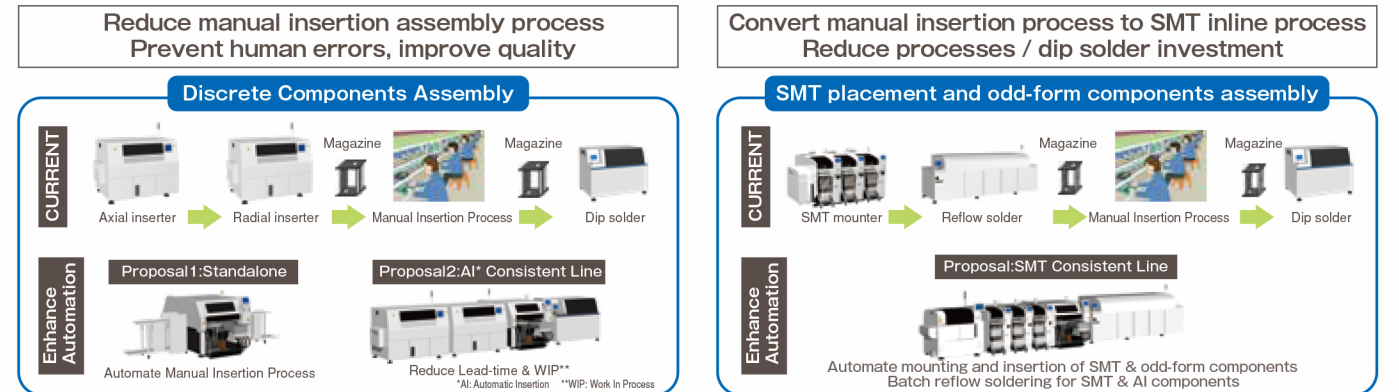 Reduce manual insertion assembly process
Prevent human errors, improve quality
Discrete Components Assembly
CURRENT
Axial inserter
Radial inserter
Magazine
Manual Insertion Process
Magazine
Dip solder
Enhance
Automation
Proposal1:Standalone
Automate Manual Insertion Process
Proposal2:AI* Consistent Line
Reduce Lead-time & WIP**
*AI: Automatic Insertion **WIP: Work In Process
Convert manual insertion process to SMT inline process
Reduce processes / dip solder investment
SMT placement and odd-form components assembly
CURRENT
SMT mounter
Reflow solder
Magazine
Manual Insertion Process
Magazine
Dip solder
Enhance
Automation
Proposal:SMT Consistent Line
Automate mounting and insertion of SMT & odd-form components
Batch reflow soldering for SMT & AI components